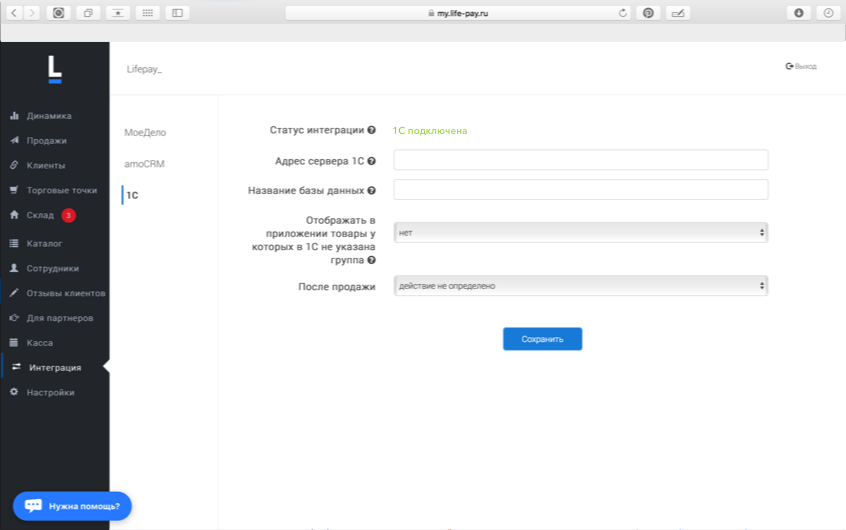 my.life-pay.ru
L
Lifepay_
Выход
Динамика
Продажи
Клиенты
Торговые точки
Склад 3
Каталог
Сотрудники
Отзывы клиентов
Для партнеров
Касса
Интеграция
Настройки
Нужна помощь?
МоеДело
amoCRM
1С
Статус интеграции ? 1С подключена
Адрес сервера 1С ?
Название базы данных ?
Отображать в
приложении товары у
которых в 1С не указана
группа ?
нет
После продажи
действие не определено
Сохранить